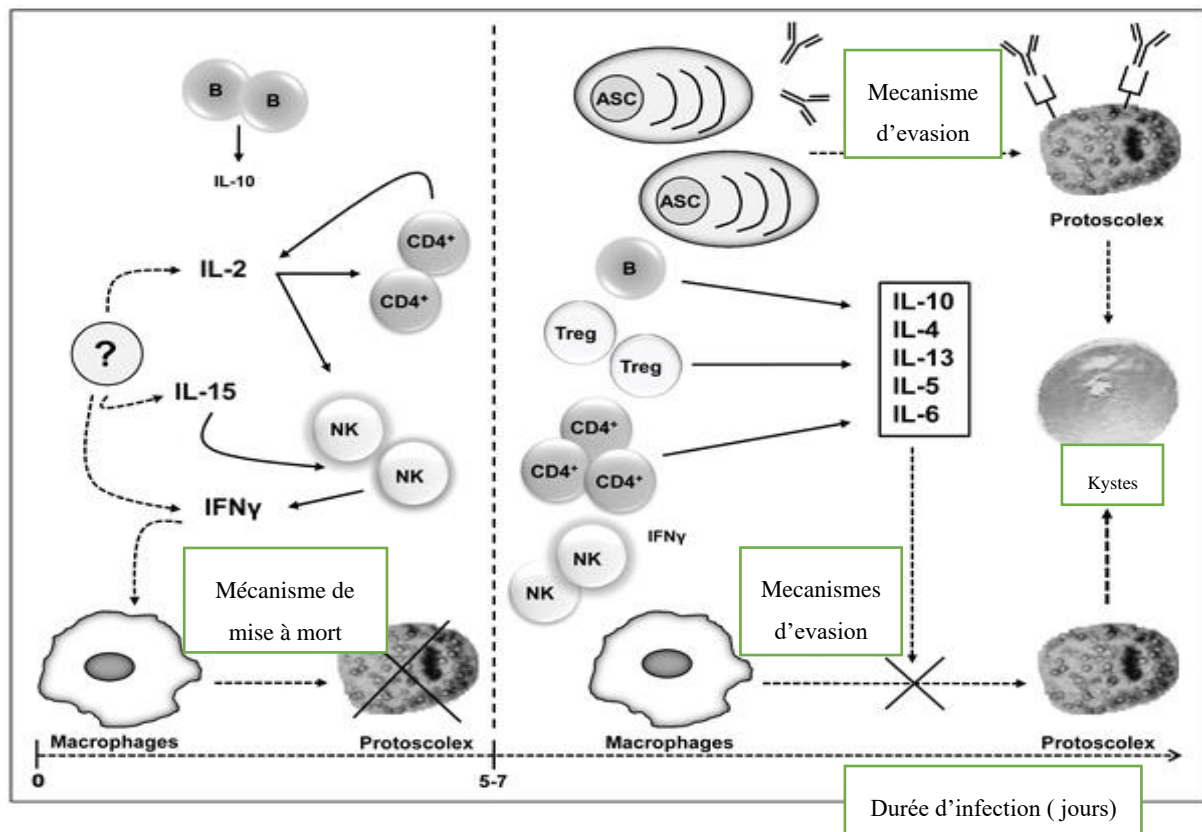 B
B
IL-10
IL-2
CD4⁺
CD4⁺
?
IL-15
NK
NK
IFNγ
Mécanisme de
mise à mort
Macrophages
Protoscolex
0
5-7
ASC
ASC
Mecanisme
d’evasion
Protoscolex
B
Treg
Treg
IL-10
IL-4
IL-13
IL-5
IL-6
CD4⁺
CD4⁺
CD4⁺
Kystes
IFNγ
NK
NK
Mecanismes
d’evasion
Macrophages
Protoscolex
Durée d’infection ( jours)